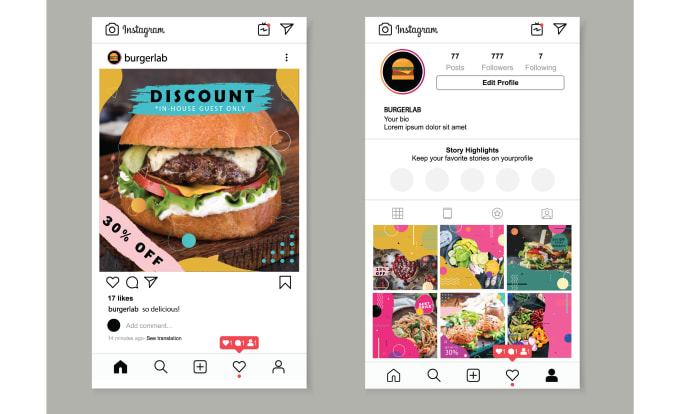 Instagram
burgerlab
DISCOUNT
*IN-HOUSE GUEST ONLY
30% OFF
17 likes
burgerlab so delicious!
Add comment...
14 minutes ago· See translation
1 1 1
Instagram
77 777 7
Posts Followers Following
Edit Profile
BURGERLAB
Your bio
Lorem ipsum dolor sit amet
Story Highlights
Keep your favorite stories on yourprofile
30% OFF
30%
1 1 1